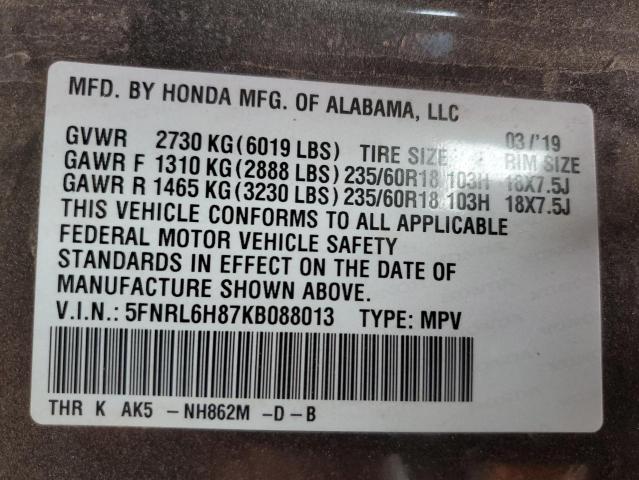 MFD. BY HONDA MFG. OF ALABAMA, LLC
03/'19
GVWR 2730 KG(6019 LBS) TIRE SIZE RIM SIZE
GAWR F 1310 KG(2888 LBS) 235/60R18 103H 18X7.5J
GAWR R 1465 KG(3230 LBS) 235/60R18 103H 18X7.5J
THIS VEHICLE CONFORMS TO ALL APPLICABLE
FEDERAL MOTOR VEHICLE SAFETY
STANDARDS IN EFFECT ON THE DATE OF
MANUFACTURE SHOWN ABOVE.
V.I.N.: 5FNRL6H87KB088013 TYPE: MPV
THR K AK5 -NH862M -D-B